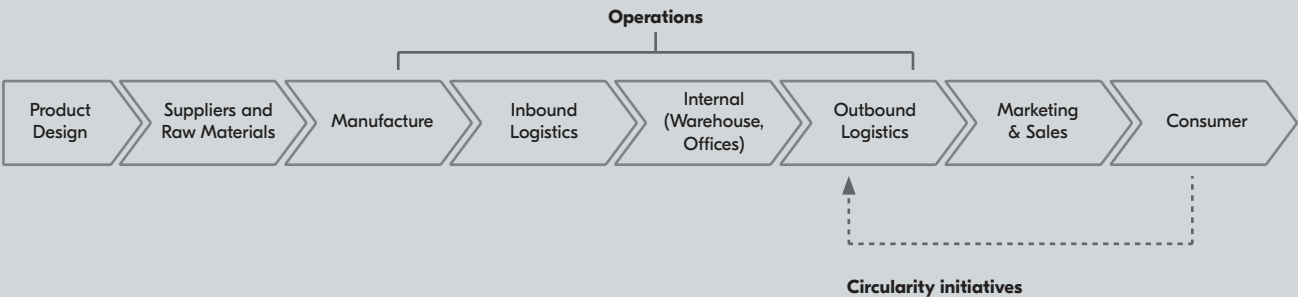 Operations
Product
Design
Suppliers and
Raw Materials
Manufacture
Inbound
Logistics
Internal
(Warehouse,
Offices)
Outbound
Logistics
Marketing
& Sales
Consumer
Circularity initiatives